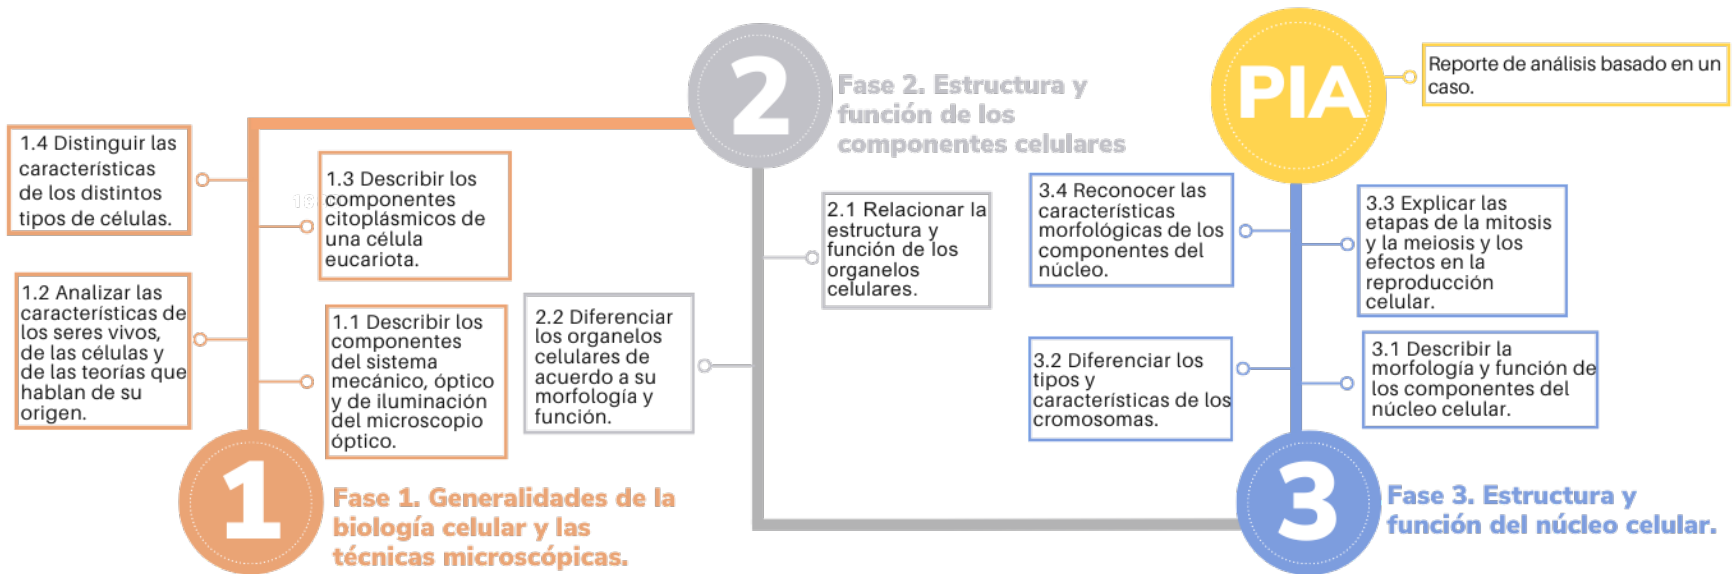 1
Fase 1. Generalidades de la
biología celular y las
técnicas microscópicas.
1.1 Describir los
componentes
del sistema
mecánico, óptico
y de iluminación
del microscopio
óptico.
1.2 Analizar las
características de
los seres vivos,
de las células y
de las teorías que
hablan de su
origen.
1.3 Describir los
componentes
citoplásmicos de
una célula
eucariota.
1.4 Distinguir las
características
de los distintos
tipos de células.
2
Fase 2. Estructura y
función de los
componentes celulares
2.1 Relacionar la
estructura y
función de los
organelos
celulares.
2.2 Diferenciar
los organelos
celulares de
acuerdo a su
morfología y
función.
3
Fase 3. Estructura y
función del núcleo celular.
3.1 Describir la
morfología y función de
los componentes del
núcleo celular.
3.2 Diferenciar los
tipos y
características de los
cromosomas.
3.3 Explicar las
etapas de la mitosis
y la meiosis y los
efectos en la
reproducción
celular.
3.4 Reconocer las
características
morfológicas de los
componentes del
núcleo.
PIA
Reporte de análisis basado en un
caso.